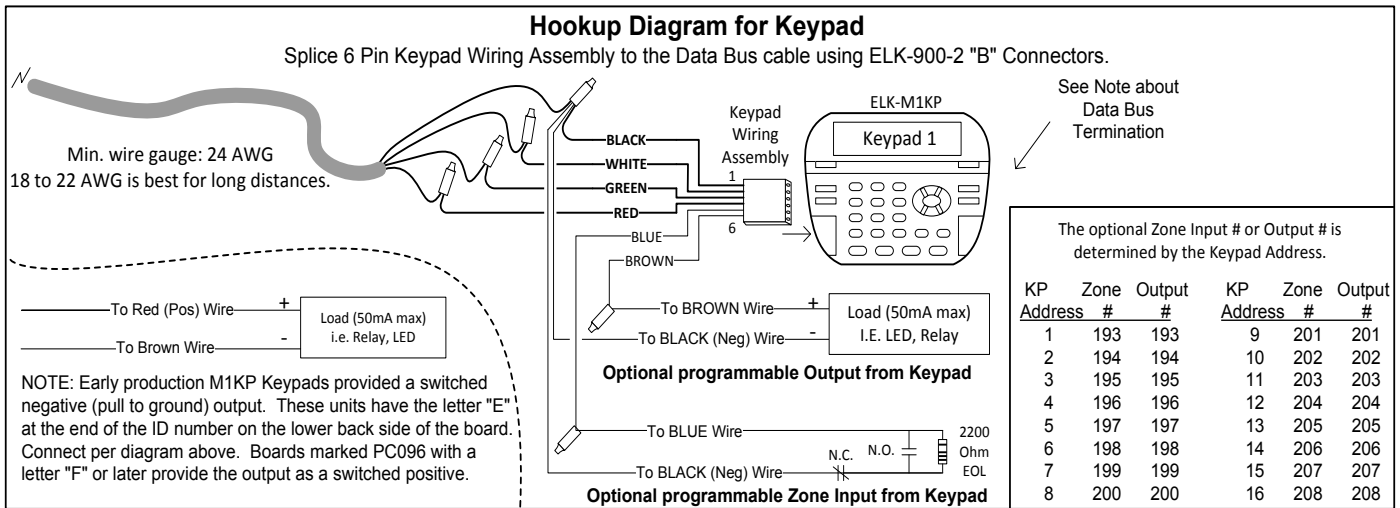 Hookup Diagram for Keypad
Splice 6 Pin Keypad Wiring Assembly to the Data Bus cable using ELK-900-2 "B" Connectors.
Min. wire gauge: 24 AWG
18 to 22 AWG is best for long distances.
BLACK
WHITE
GREEN
RED
BLUE
BROWN
Keypad
Wiring
Assembly
1
6
ELK-M1KP
Keypad 1
See Note about
Data Bus
Termination
To Red (Pos) Wire
+
To Brown Wire
-
Load (50mA max)
i.e. Relay, LED
NOTE: Early production M1KP Keypads provided a switched
negative (pull to ground) output. These units have the letter "E"
at the end of the ID number on the lower back side of the board.
Connect per diagram above. Boards marked PC096 with a
letter "F" or later provide the output as a switched positive.
To BROWN Wire
+
To BLACK (Neg) Wire
-
Load (50mA max)
I.E. LED, Relay
Optional programmable Output from Keypad
To BLUE Wire
To BLACK (Neg) Wire
N.C.
N.O.
2200
Ohm
EOL
Optional programmable Zone Input from Keypad
The optional Zone Input # or Output # is
determined by the Keypad Address.
KP Zone Output KP Zone Output
Address # # Address # #
1 193 193 9 201 201
2 194 194 10 202 202
3 195 195 11 203 203
4 196 196 12 204 204
5 197 197 13 205 205
6 198 198 14 206 206
7 199 199 15 207 207
8 200 200 16 208 208